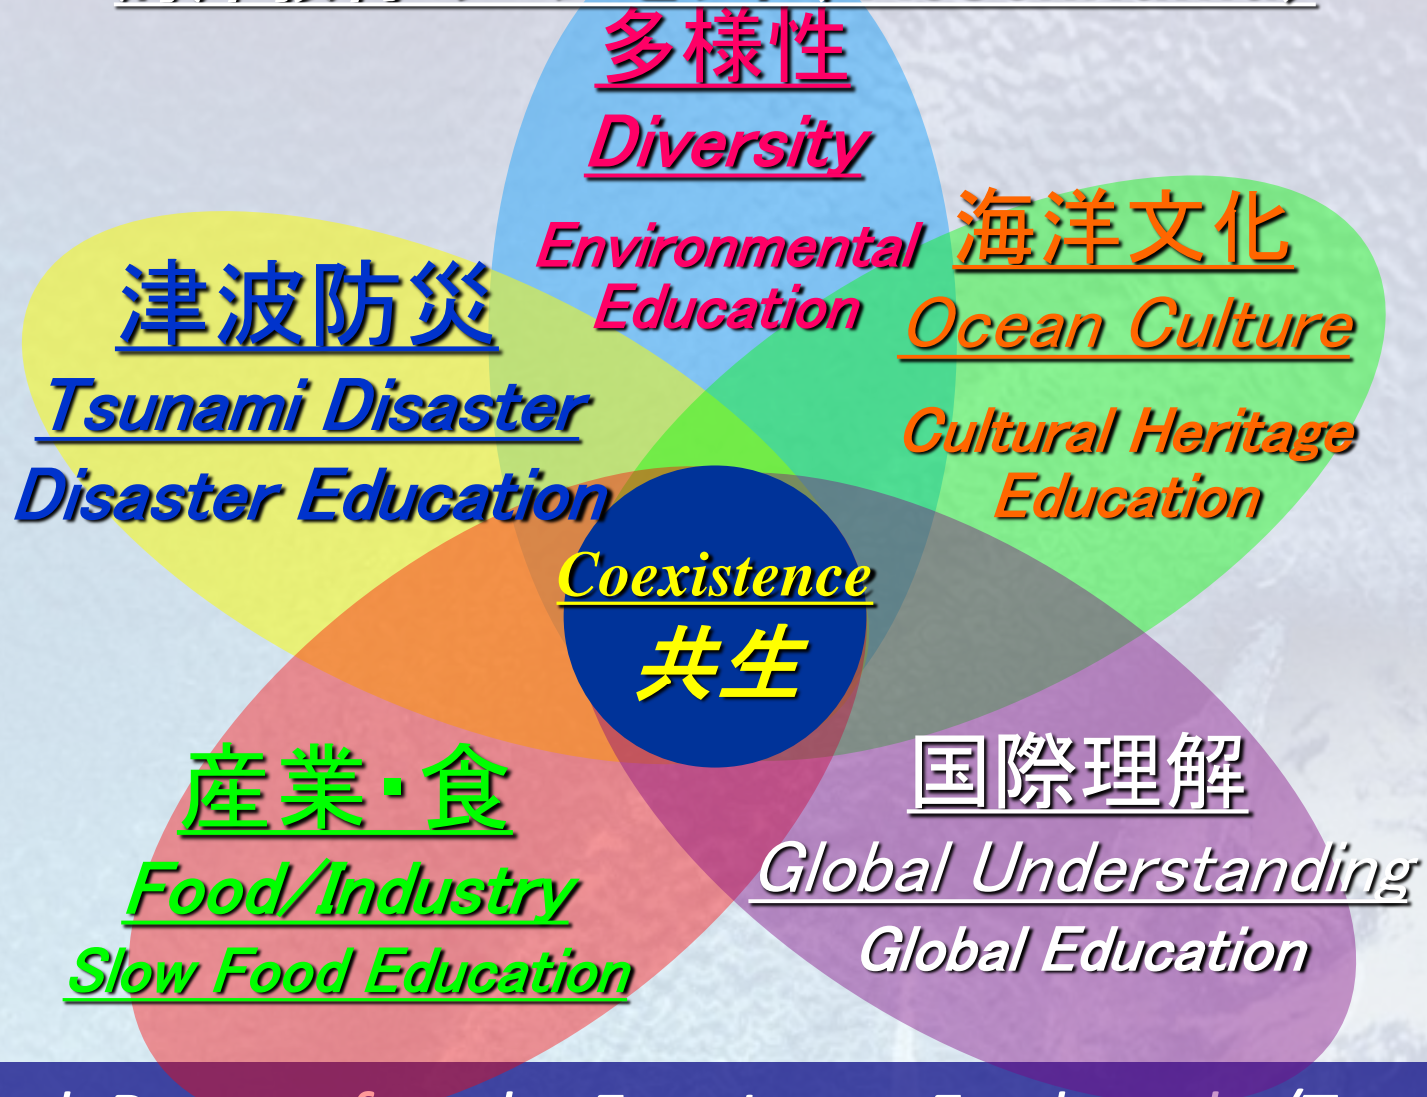 多様性
Diversity
Environmental
Education
海洋文化
Ocean Culture
Cultural Heritage
Education
津波防災
Tsunami Disaster
Disaster Education
Coexistence
共生
産業・食
Food/Industry
Slow Food Education
国際理解
Global Understanding
Global Education